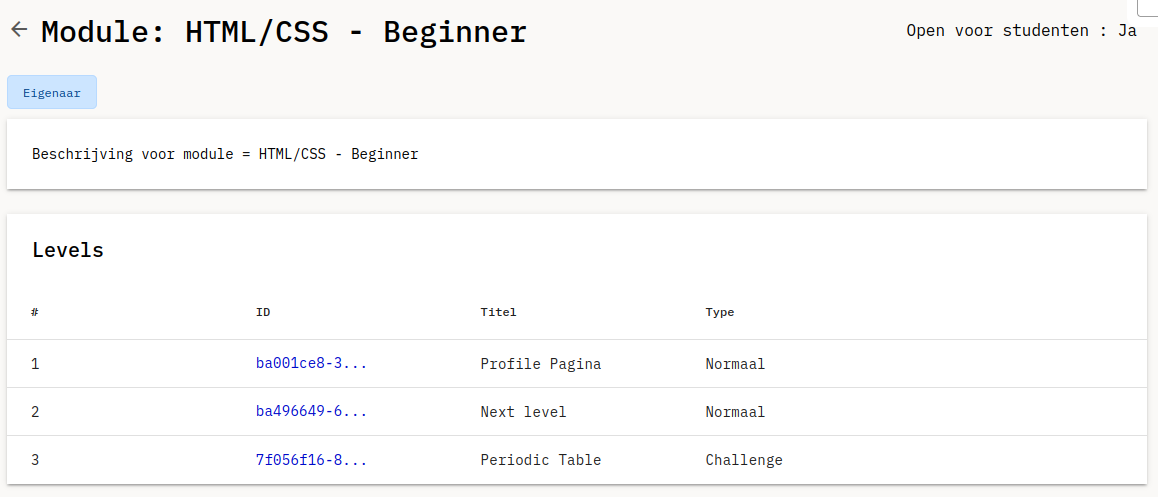 ← Module: HTML/CSS - Beginner Open voor studenten : Ja
Eigenaar
Beschrijving voor module = HTML/CSS - Beginner
Levels
# ID Titel Type
1 ba001ce8-3... Profile Pagina Normaal
2 ba496649-6... Next level Normaal
3 7f056f16-8... Periodic Table Challenge